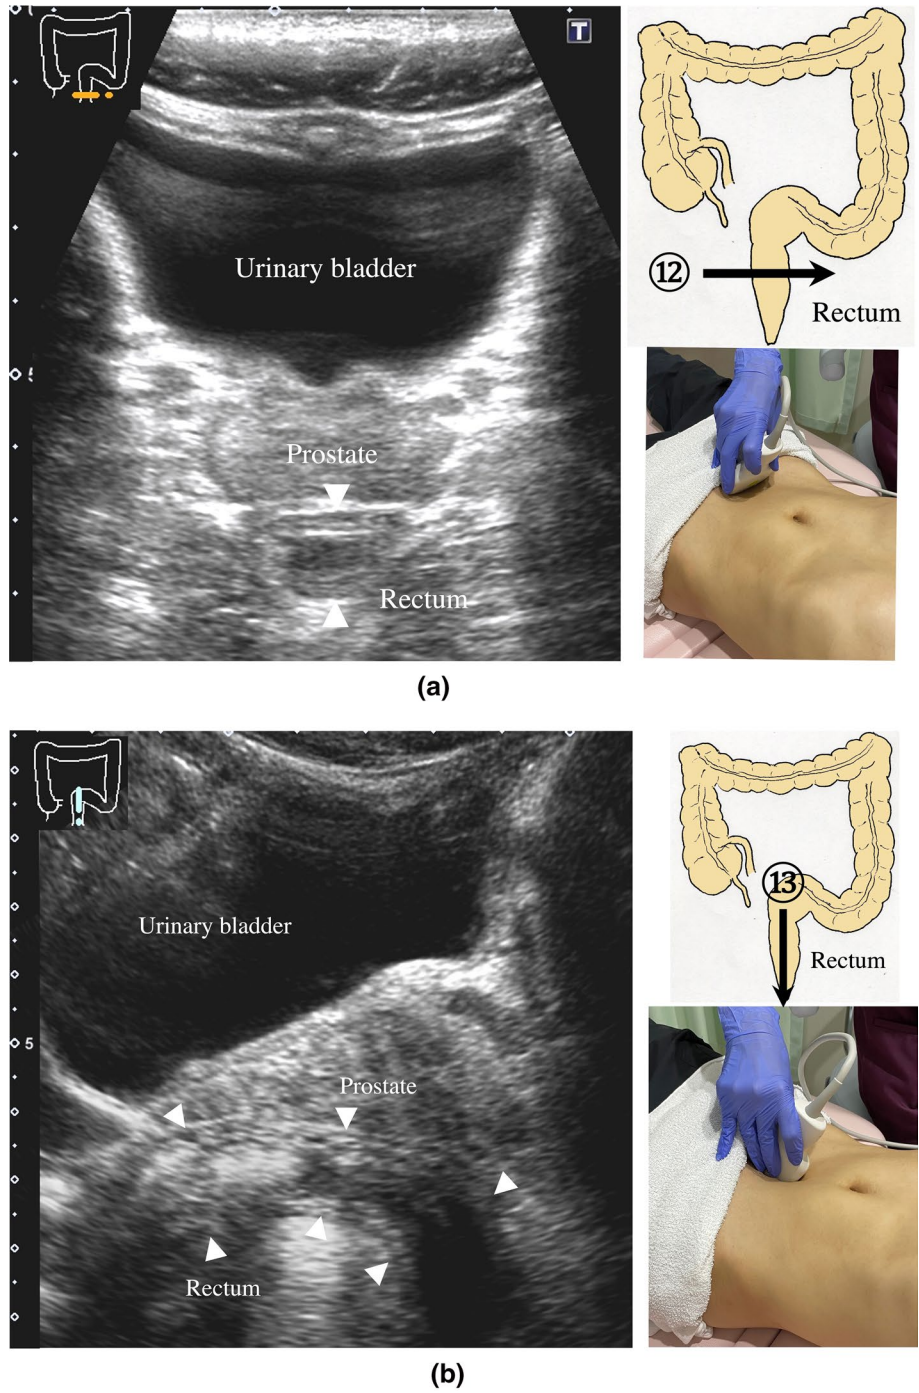 T
Urinary bladder
Prostate
Rectum
5
⑫
Rectum
(a)
Urinary bladder
5
Prostate
Rectum
⑬
Rectum
(b)